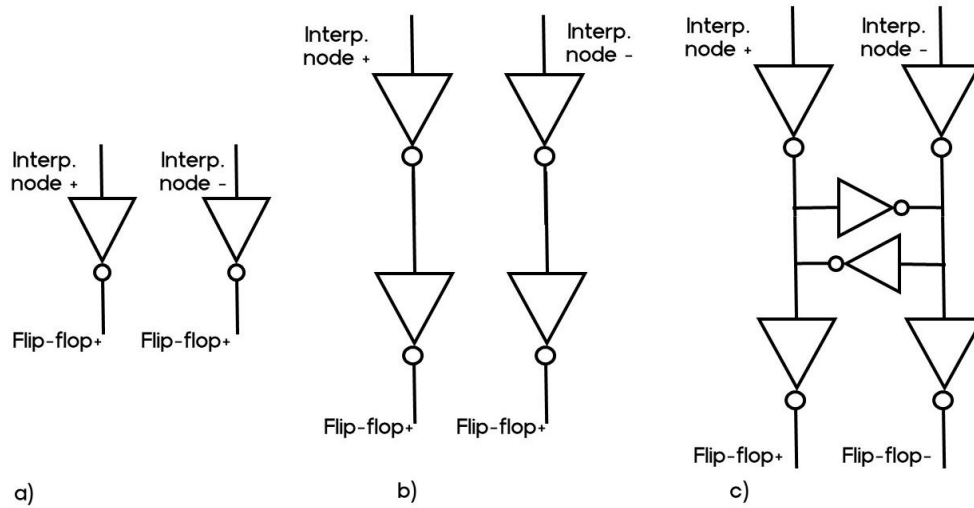 Interp.
node +
Interp.
node -
Flip-flop+
Flip-flop+
a)
Interp.
node +
Interp.
node -
Flip-flop+
Flip-flop+
b)
Interp.
node +
Interp.
node -
Flip-flop+
Flip-flop-
c)